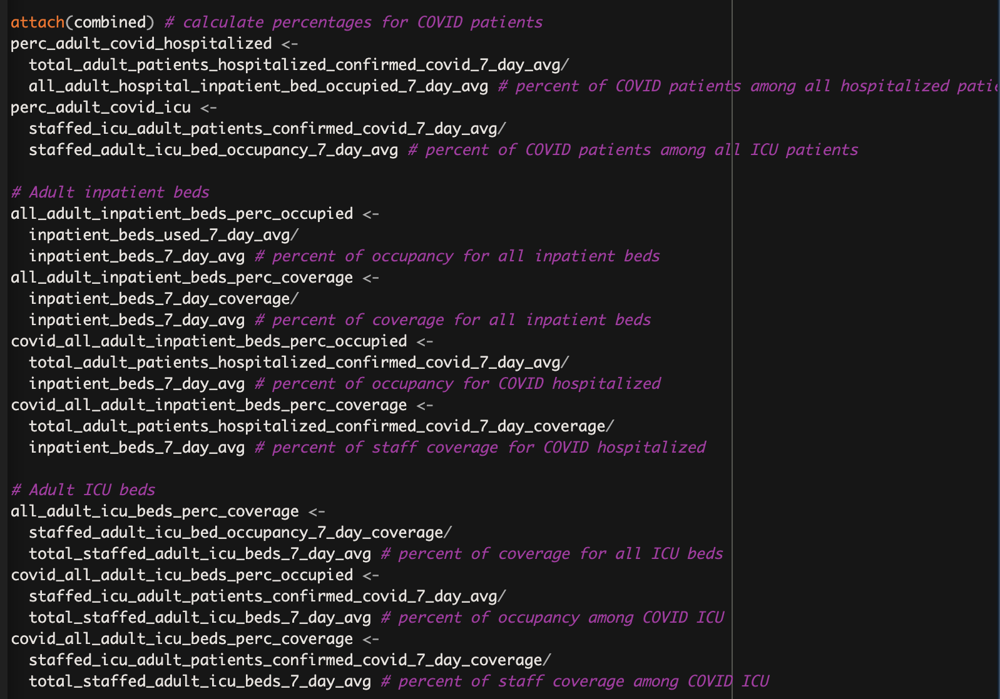 attach(combined) # calculate percentages for COVID patients
perc_adult_covid_hospitalized <-
  total_adult_patients_hospitalized_confirmed_covid_7_day_avg/
  all_adult_hospital_inpatient_bed_occupied_7_day_avg # percent of COVID patients among all hospitalized
perc_adult_covid_icu <-
  staffed_icu_adult_patients_confirmed_covid_7_day_avg/
  staffed_adult_icu_bed_occupancy_7_day_avg # percent of COVID patients among all ICU patients

# Adult inpatient beds
all_adult_inpatient_beds_perc_occupied <-
  inpatient_beds_used_7_day_avg/
  inpatient_beds_7_day_avg # percent of occupancy for all inpatient beds
all_adult_inpatient_beds_perc_coverage <-
  inpatient_beds_7_day_coverage/
  inpatient_beds_7_day_avg # percent of coverage for all inpatient beds
covid_all_adult_inpatient_beds_perc_occupied <-
  total_adult_patients_hospitalized_confirmed_covid_7_day_avg/
  inpatient_beds_7_day_avg # percent of occupancy for COVID hospitalized
covid_all_adult_inpatient_beds_perc_coverage <-
  total_adult_patients_hospitalized_confirmed_covid_7_day_coverage/
  inpatient_beds_7_day_avg # percent of staff coverage for COVID hospitalized

# Adult ICU beds
all_adult_icu_beds_perc_coverage <-
  staffed_adult_icu_bed_occupancy_7_day_coverage/
  total_staffed_adult_icu_beds_7_day_avg # percent of coverage for all ICU beds
covid_all_adult_icu_beds_perc_occupied <-
  staffed_icu_adult_patients_confirmed_covid_7_day_avg/
  total_staffed_adult_icu_beds_7_day_avg # percent of occupancy among COVID ICU
covid_all_adult_icu_beds_perc_coverage <-
  staffed_icu_adult_patients_confirmed_covid_7_day_coverage/
  total_staffed_adult_icu_beds_7_day_avg # percent of staff coverage among COVID ICU